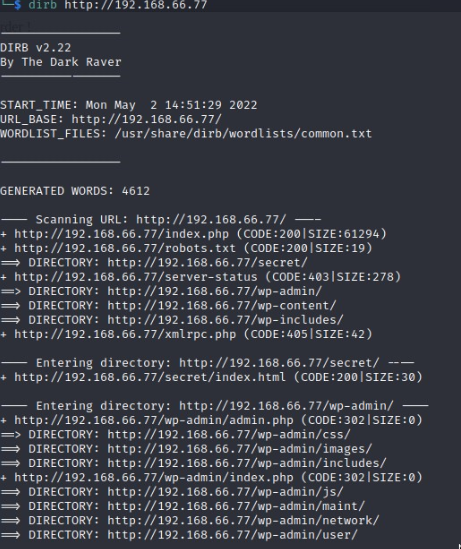 └─$ dirb http://192.168.66.77
-----------------
DIRB v2.22
By The Dark Raver
-----------------
START_TIME: Mon May  2 14:51:29 2022
URL_BASE: http://192.168.66.77/
WORDLIST_FILES: /usr/share/dirb/wordlists/common.txt
-----------------
GENERATED WORDS: 4612
---- Scanning URL: http://192.168.66.77/ ----
+ http://192.168.66.77/index.php (CODE:200|SIZE:61294)
+ http://192.168.66.77/robots.txt (CODE:200|SIZE:19)
==> DIRECTORY: http://192.168.66.77/secret/
+ http://192.168.66.77/server-status (CODE:403|SIZE:278)
==> DIRECTORY: http://192.168.66.77/wp-admin/
==> DIRECTORY: http://192.168.66.77/wp-content/
==> DIRECTORY: http://192.168.66.77/wp-includes/
+ http://192.168.66.77/xmlrpc.php (CODE:405|SIZE:42)
---- Entering directory: http://192.168.66.77/secret/ ----
+ http://192.168.66.77/secret/index.html (CODE:200|SIZE:30)
---- Entering directory: http://192.168.66.77/wp-admin/ ----
+ http://192.168.66.77/wp-admin/admin.php (CODE:302|SIZE:0)
==> DIRECTORY: http://192.168.66.77/wp-admin/css/
==> DIRECTORY: http://192.168.66.77/wp-admin/images/
==> DIRECTORY: http://192.168.66.77/wp-admin/includes/
+ http://192.168.66.77/wp-admin/index.php (CODE:302|SIZE:0)
==> DIRECTORY: http://192.168.66.77/wp-admin/js/
==> DIRECTORY: http://192.168.66.77/wp-admin/maint/
==> DIRECTORY: http://192.168.66.77/wp-admin/network/
==> DIRECTORY: http://192.168.66.77/wp-admin/user/